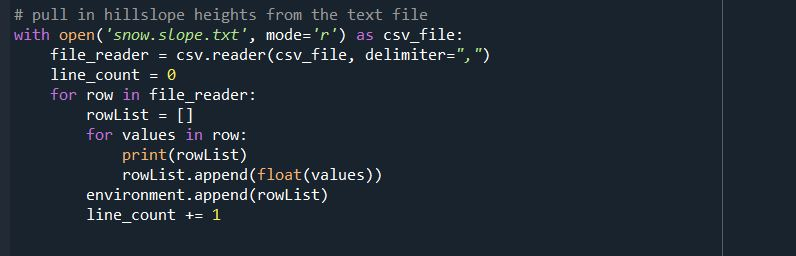 # pull in hillslope heights from the text file
with open('snow.slope.txt', mode='r') as csv_file:
    file_reader = csv.reader(csv_file, delimiter=",")
    line_count = 0
    for row in file_reader:
        rowList = []
        for values in row:
            print(rowList)
            rowList.append(float(values))
        environment.append(rowList)
        line_count += 1